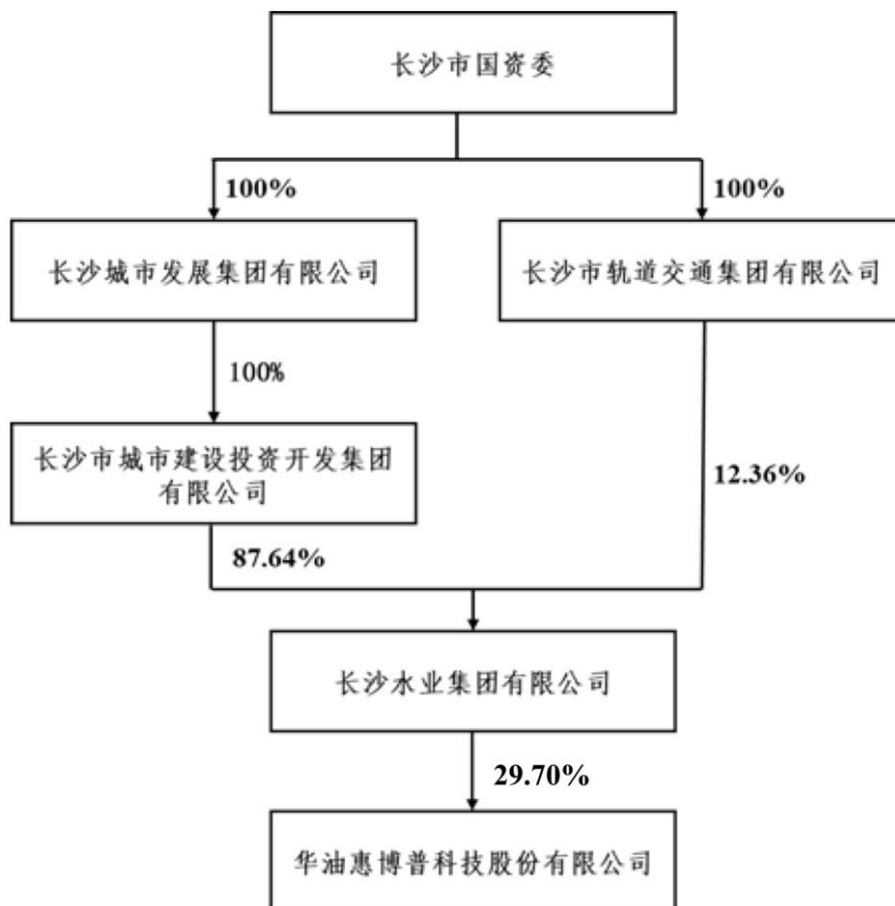 长沙市国资委
100%
100%
长沙城市发展集团有限公司
长沙市轨道交通集团有限公司
100%
长沙市城市建设投资开发集团
有限公司
12.36%
87.64%
长沙水业集团有限公司
29.70%
华油惠博普科技股份有限公司